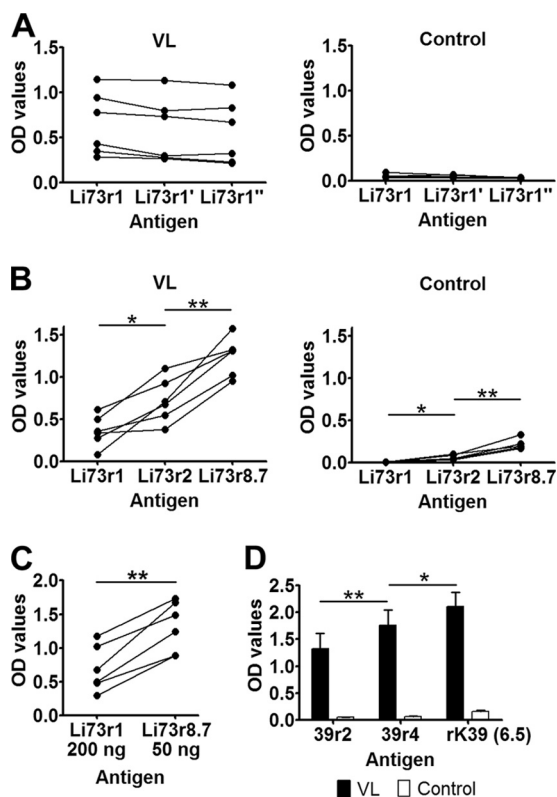 A
VL
Control
OD values
1.5
1.0
0.5
0.0
Li73r1 Li73r1' Li73r1"
Antigen
OD values
1.5
1.0
0.5
0.0
Li73r1 Li73r1' Li73r1"
Antigen
B
VL
Control
OD values
1.5
1.0
0.5
0.0
* **
Li73r1 Li73r2 Li73r8.7
Antigen
OD values
1.5
1.0
0.5
0.0
* **
Li73r1 Li73r2 Li73r8.7
Antigen
C
OD values
2.0
1.5
1.0
0.5
0.0
**
Li73r1 Li73r8.7
200 ng 50 ng
Antigen
D
OD values
2.5
2.0
1.5
1.0
0.5
0.0
** *
39r2 39r4 rK39 (6.5)
Antigen
VL Control